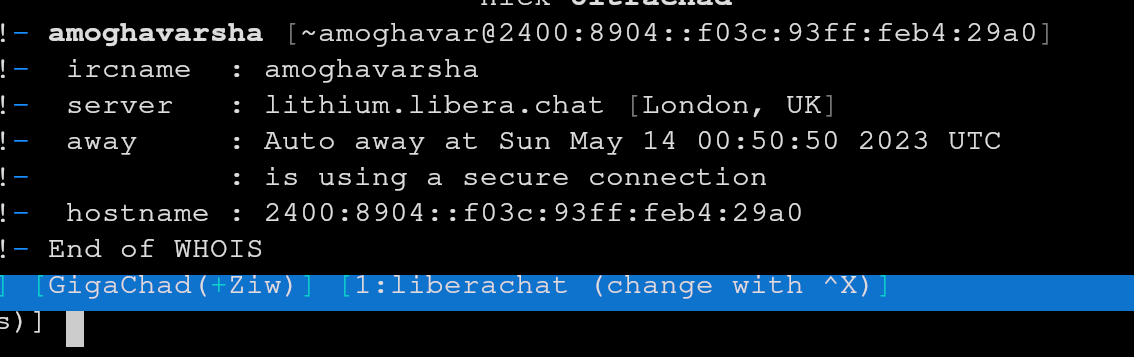 !- amoghavarsha [~amoghavar@2400:8904::f03c:93ff:feb4:29a0]
!-  ircname  : amoghavarsha
!-  server   : lithium.libera.chat [London, UK]
!-  away     : Auto away at Sun May 14 00:50:50 2023 UTC
!-           : is using a secure connection
!-  hostname : 2400:8904::f03c:93ff:feb4:29a0
!- End of WHOIS
] [GigaChad(+Ziw)] [1:liberachat (change with ^X)]
s)]